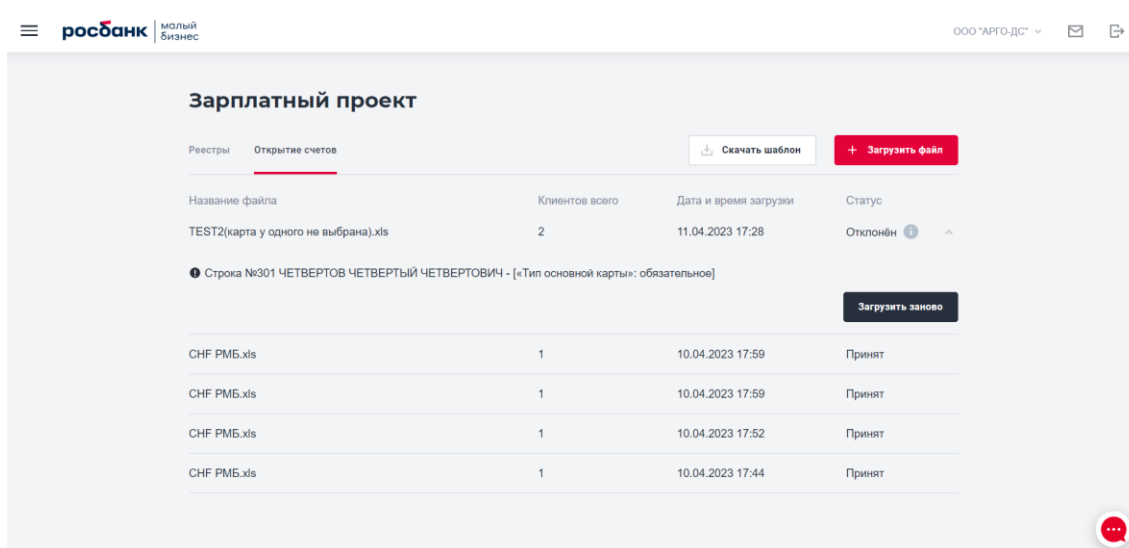 росбанк малый бизнес
ООО "АРГО-ДС"
Зарплатный проект
Реестры Открытие счетов Скачать шаблон + Загрузить файл
Название файла Клиентов всего Дата и время загрузки Статус
TEST2(карта у одного не выбрана).xls 2 11.04.2023 17:28 Отклонён
Строка №301 ЧЕТВЕРТОВ ЧЕТВЕРТЫЙ ЧЕТВЕРТОВИЧ - [«Тип основной карты»: обязательное]
Загрузить заново
CHF РМБ.xls 1 10.04.2023 17:59 Принят
CHF РМБ.xls 1 10.04.2023 17:59 Принят
CHF РМБ.xls 1 10.04.2023 17:52 Принят
CHF РМБ.xls 1 10.04.2023 17:44 Принят